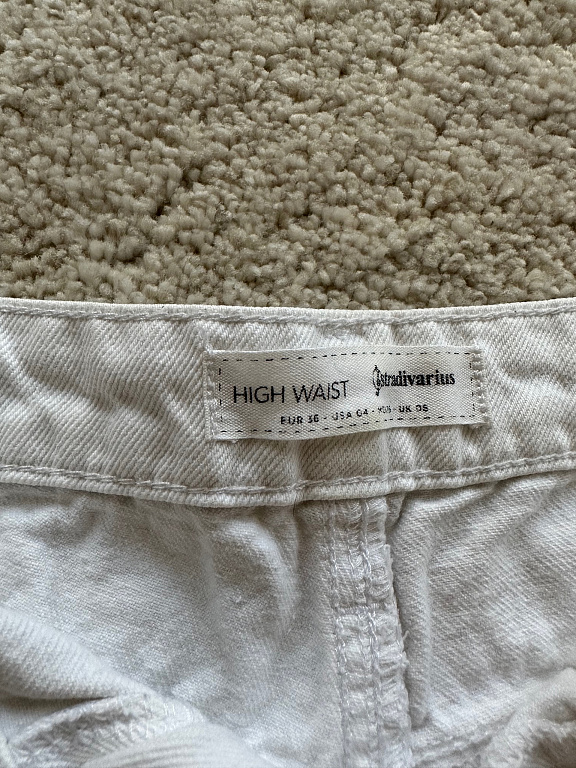 HIGH WAIST stradivarius
EUR 36 - USA 04 - - UK 08